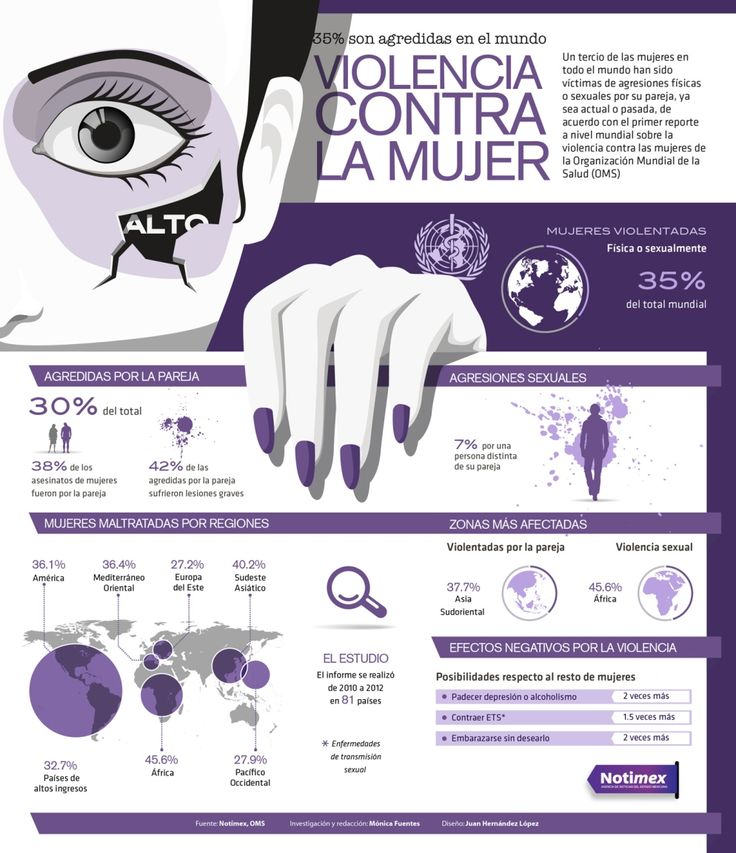 35% son agredidas en el mundo
VIOLENCIA
CONTRA
LA MUJER
Un tercio de las mujeres en
todo el mundo han sido
víctimas de agresiones físicas
o sexuales por su pareja, ya
sea actual o pasada, de
acuerdo con el primer reporte
a nivel mundial sobre la
violencia contra las mujeres de
la Organización Mundial de la
Salud (OMS)
ALTO
MUJERES VIOLENTADAS
Física o sexualmente
35%
del total mundial
AGREDIDAS POR LA PAREJA
30% del total
38% de los
asesinatos de mujeres
fueron por la pareja
42% de las
agredidas por la pareja
sufrieron lesiones graves
AGRESIONES SEXUALES
7% por una
persona distinta
de su pareja
MUJERES MALTRATADAS POR REGIONES
36.1%
América
36.4%
Mediterráneo
Oriental
27.2%
Europa
del Este
40.2%
Sudeste
Asiático
32.7%
Países de
altos ingresos
45.6%
África
27.9%
Pacífico
Occidental
EL ESTUDIO
El informe se realizó
de 2010 a 2012
en 81 países
* Enfermedades
de transmisión
sexual
ZONAS MÁS AFECTADAS
Violentadas por la pareja
37.7%
Asia
Sudoriental
Violencia sexual
45.6%
África
EFECTOS NEGATIVOS POR LA VIOLENCIA
Posibilidades respecto al resto de mujeres
Padecer depresión o alcoholismo 2 veces más
Contraer ETS* 1.5 veces más
Embarazarse sin desearlo 2 veces más
Notimex
AGENCIA DE NOTICIAS DEL ESTADO MEXICANO
Fuente: Notimex, OMS Investigación y redacción: Mónica Fuentes Diseño: Juan Hernández López